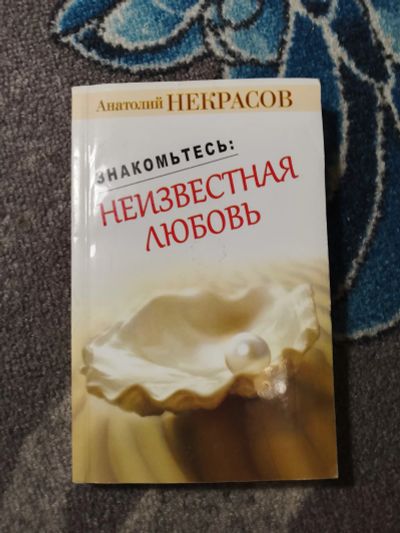 Анатолий НЕКРАСОВ
ЗНАКОМЬТЕСЬ:
НЕИЗВЕСТНАЯ
ЛЮБОВЬ